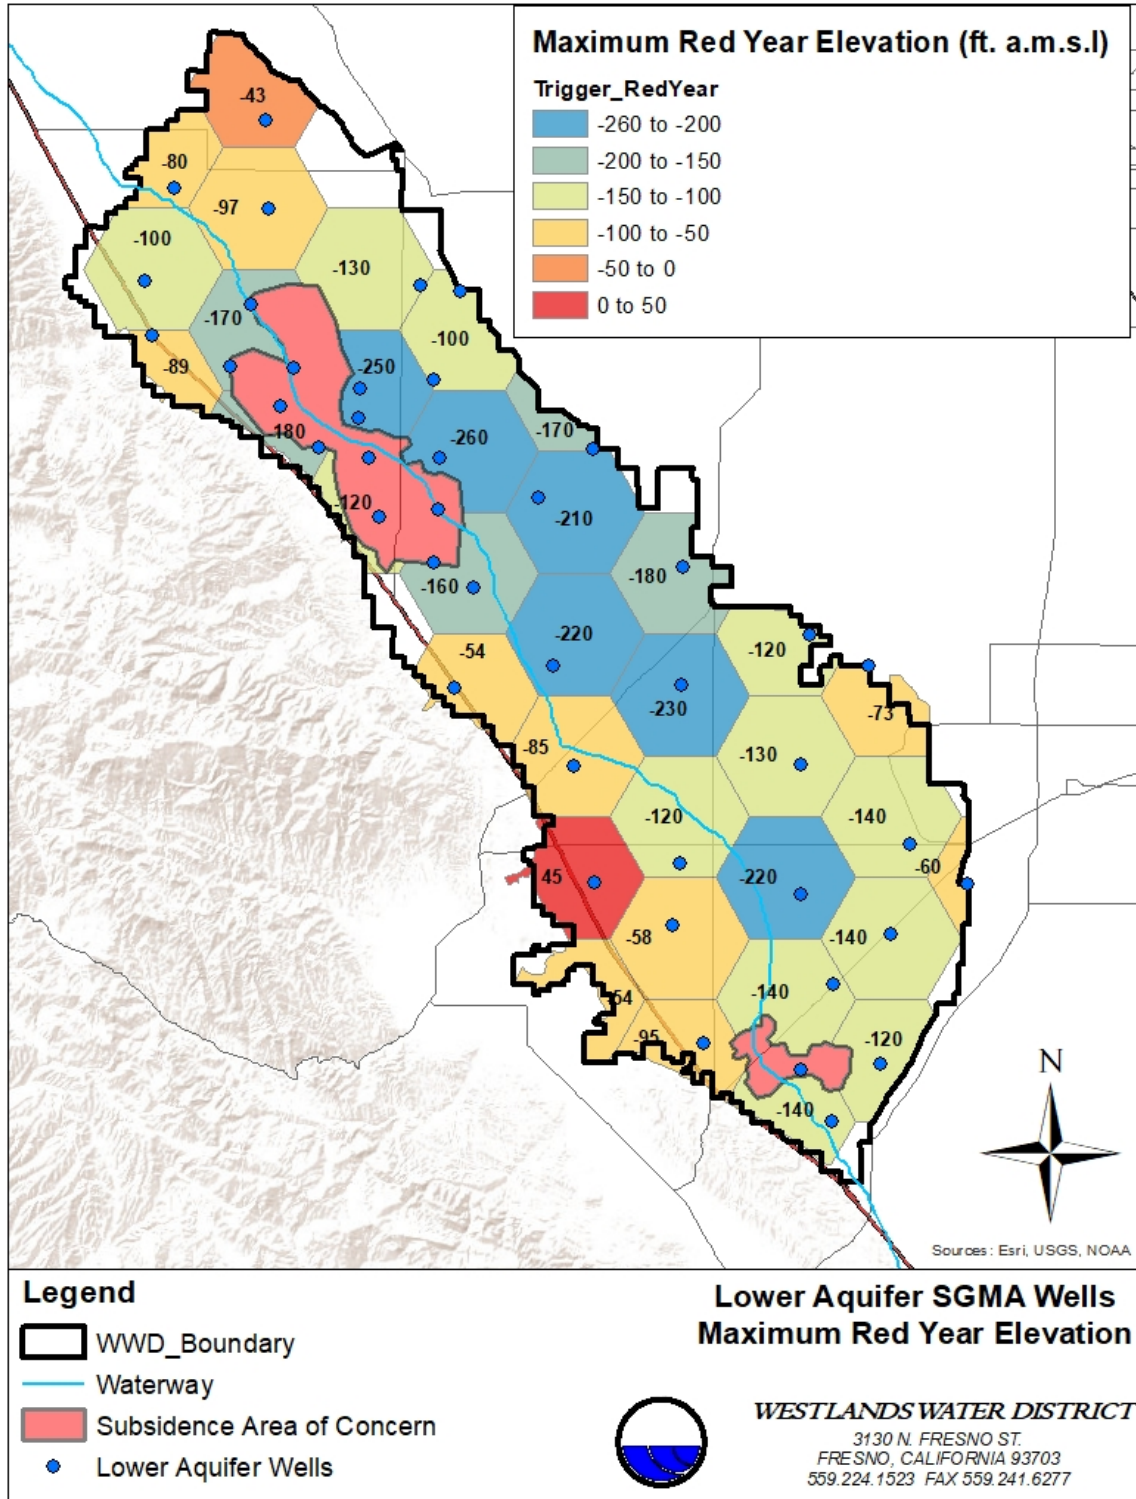 Maximum Red Year Elevation (ft. a.m.s.l)
Trigger_RedYear
-260 to -200
-200 to -150
-150 to -100
-100 to -50
-50 to 0
0 to 50
-43
-80
-97
-100
-130
-170
-100
-89
-250
-180
-260
-170
-120
-210
-160
-180
-220
-54
-120
-230
-73
-85
-130
-120
-140
45
-220
-60
-58
-140
-140
-54
-95
-120
-140
N
Sources: Esri, USGS, NOAA
Legend
WWD_Boundary
Waterway
Subsidence Area of Concern
Lower Aquifer Wells
Lower Aquifer SGMA Wells
Maximum Red Year Elevation
WESTLANDS WATER DISTRICT
3130 N. FRESNO ST.
FRESNO, CALIFORNIA 93703
559.224.1523 FAX 559.241.6277